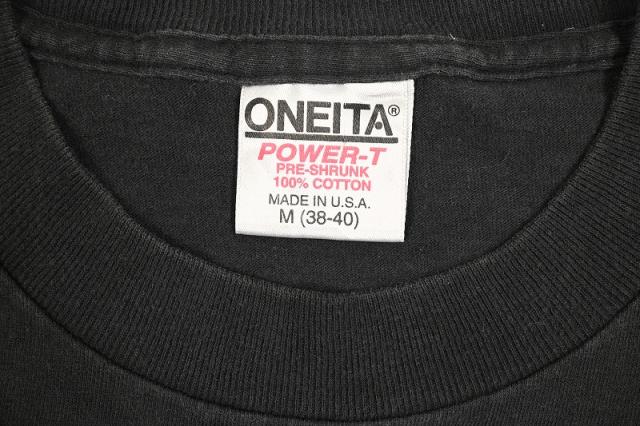 ONEITA®
POWER-T
PRE-SHRUNK
100% COTTON
MADE IN U.S.A.
M (38-40)